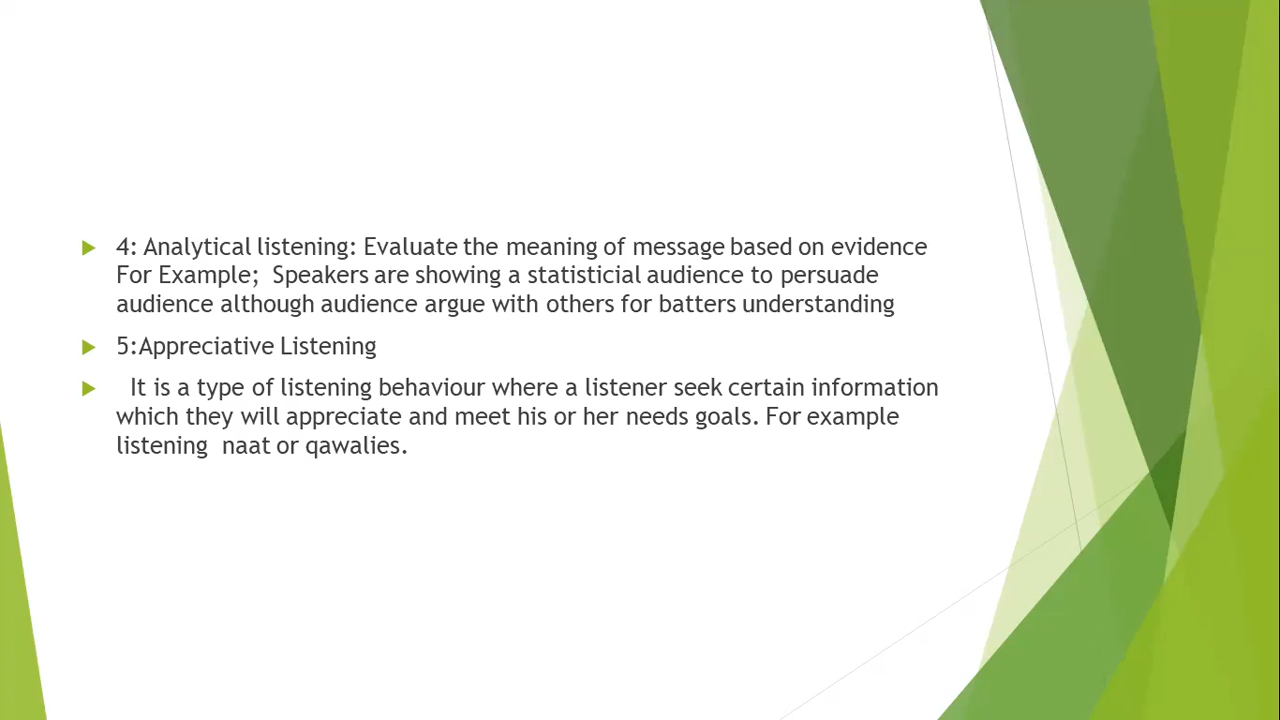 4: Analytical listening: Evaluate the meaning of message based on evidence
For Example;  Speakers are showing a statisticial audience to persuade
audience although audience argue with others for batters understanding
5:Appreciative Listening
It is a type of listening behaviour where a listener seek certain information
which they will appreciate and meet his or her needs goals. For example
listening  naat or qawalies.